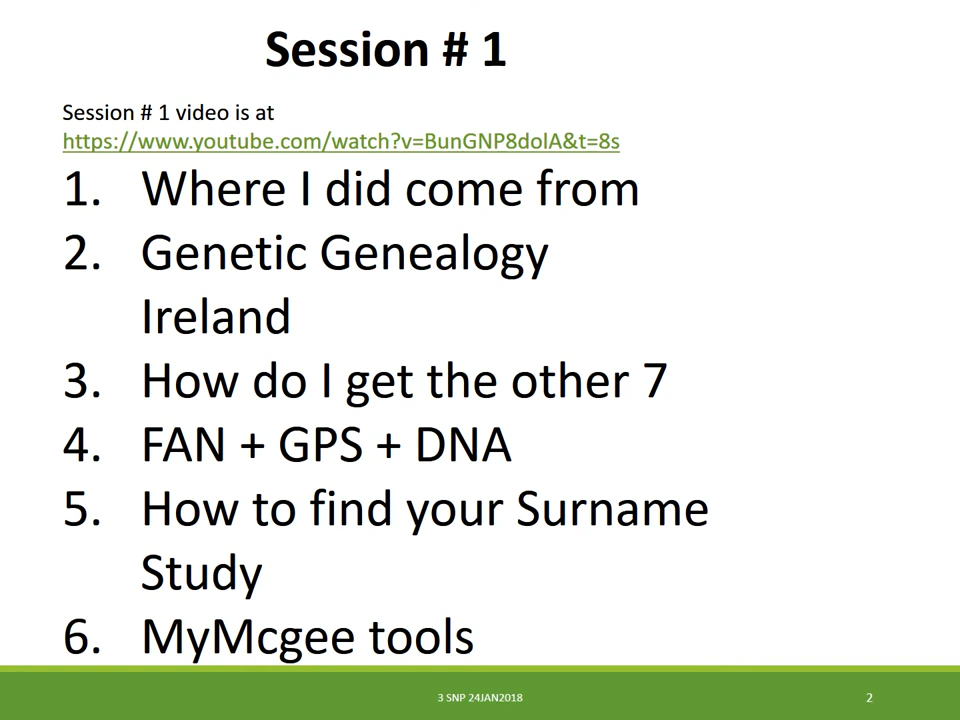 Session # 1
Session # 1 video is at
https://www.youtube.com/watch?v=BunGNP8dolA&t=8s
1. Where I did come from
2. Genetic Genealogy
Ireland
3. How do I get the other 7
4. FAN + GPS + DNA
5. How to find your Surname
Study
6. MyMcgee tools
3 SNP 24JAN2018
2